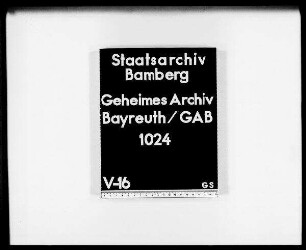 Staatsarchiv
Bamberg
Geheimes Archiv
Bayreuth / GAB
1024
V-16 GS